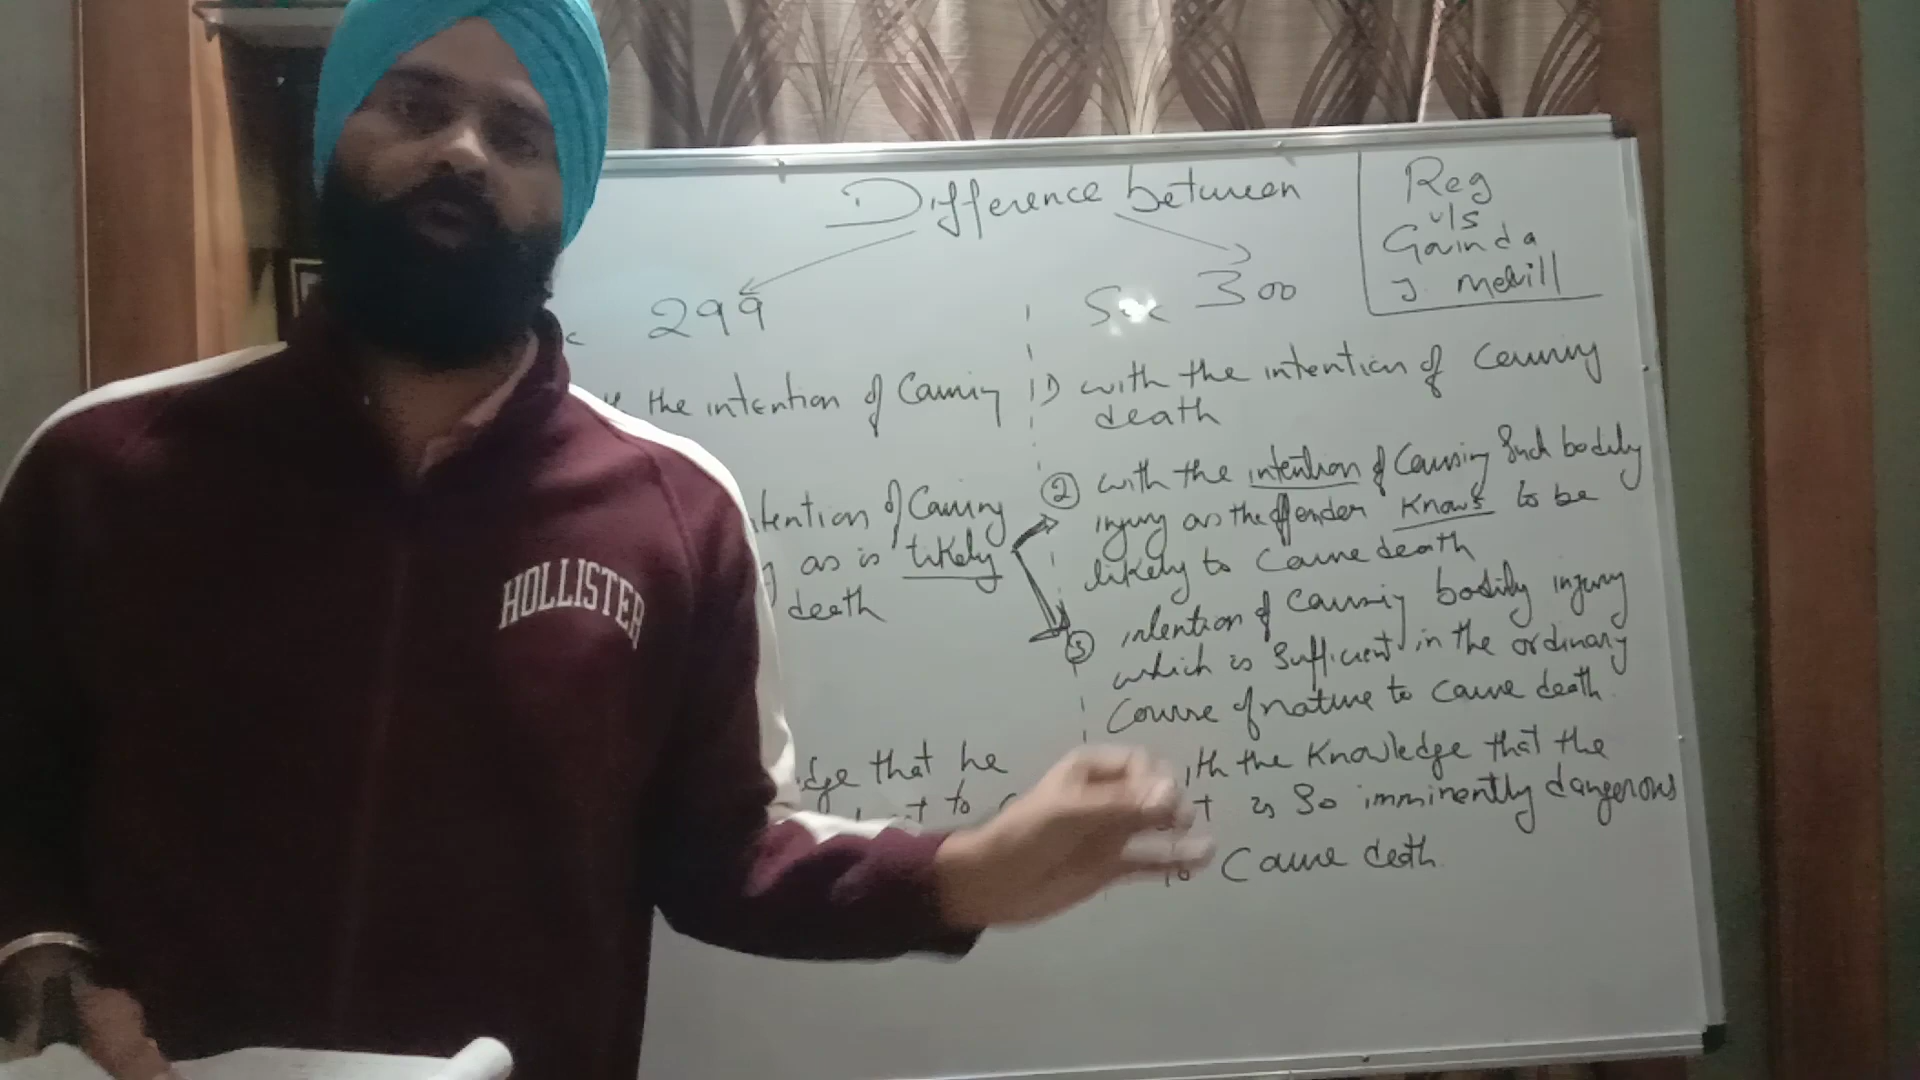 Difference between
Reg
v/s
Govinda
J. Melvill
299
Sec 300
the intention of Causing
1) with the intention of Causing
death
intention of Causing
as is likely
death
② with the intention of Causing Such bodily
injury as the offender knows to be
likely to Cause death
③ intention of Causing bodily injury
which is Sufficient in the ordinary
Course of nature to Cause death.
that he
to
with the Knowledge that the
is So imminently dangerous
to Cause death.
HOLLISTER